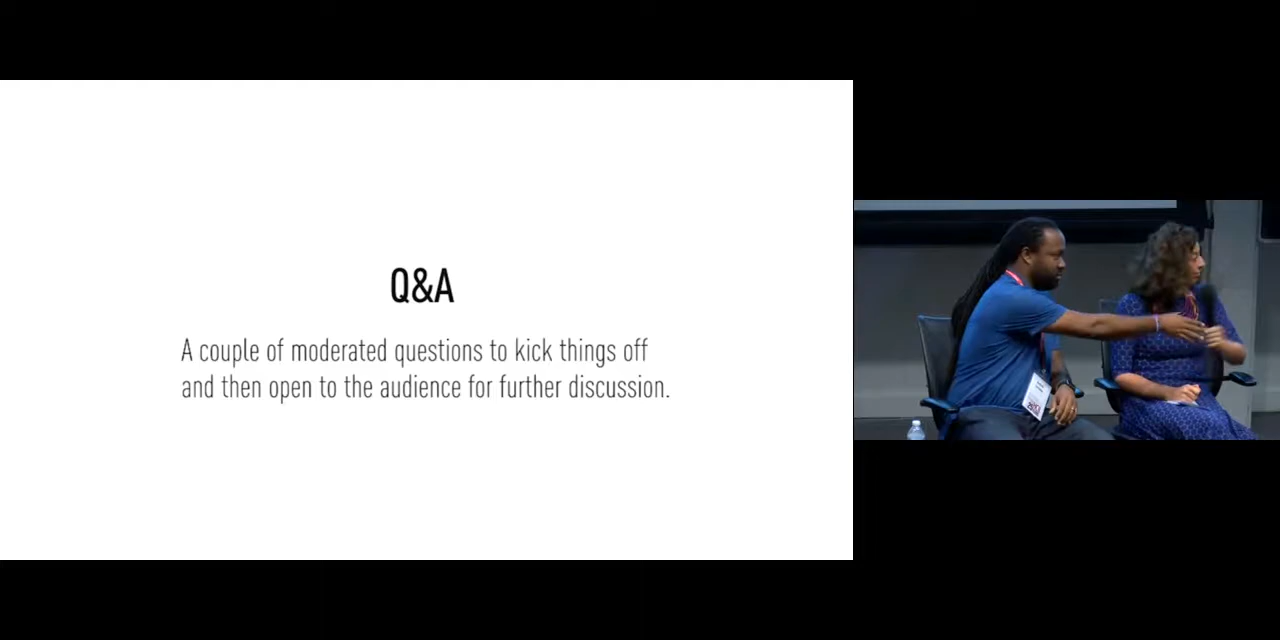 Q&A
A couple of moderated questions to kick things off
and then open to the audience for further discussion.